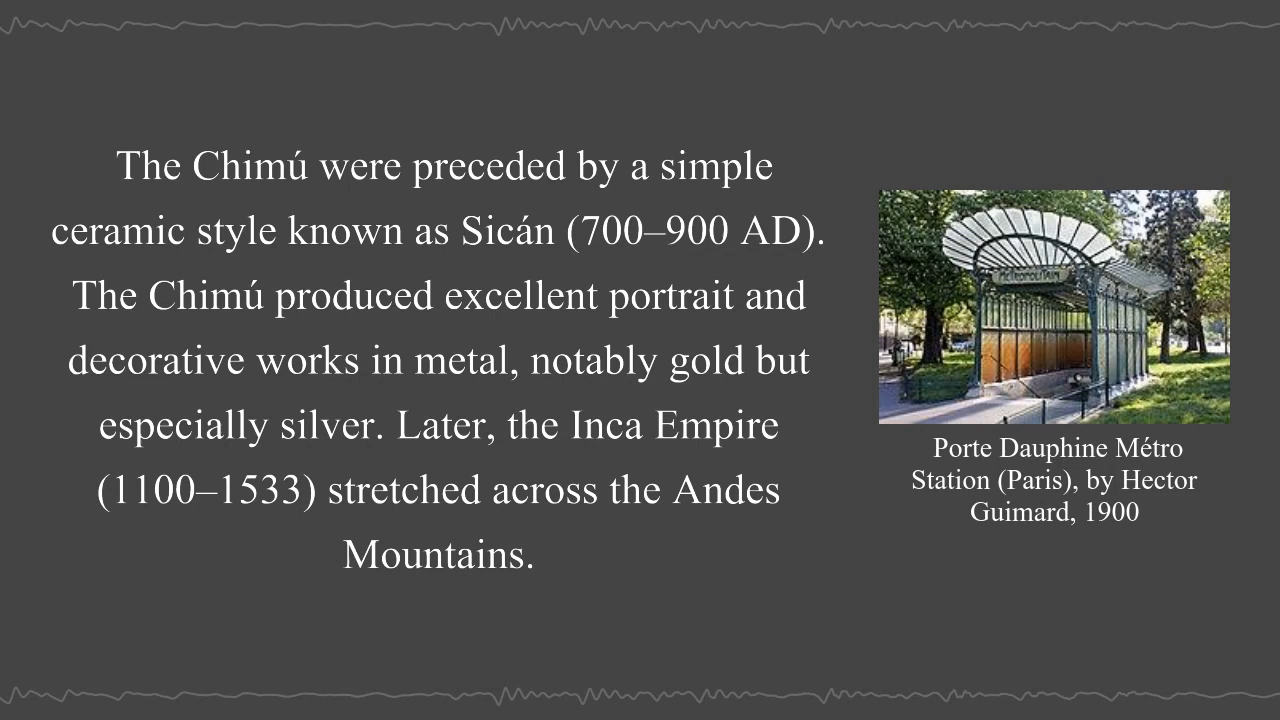 The Chimú were preceded by a simple
ceramic style known as Sicán (700–900 AD).
The Chimú produced excellent portrait and
decorative works in metal, notably gold but
especially silver. Later, the Inca Empire
(1100–1533) stretched across the Andes
Mountains.
METROPOLITAIN
Porte Dauphine Métro
Station (Paris), by Hector
Guimard, 1900